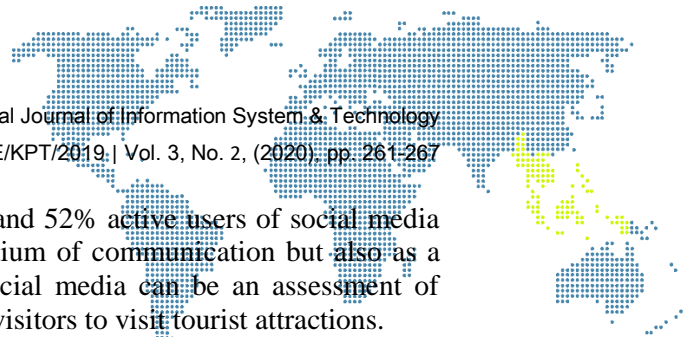 al Journal of Information System & Technology
E/KPT/2019 | Vol. 3, No. 2, (2020), pp. 261-267
and 52% active users of social media
ium of communication but also as a
cial media can be an assessment of
visitors to visit tourist attractions.